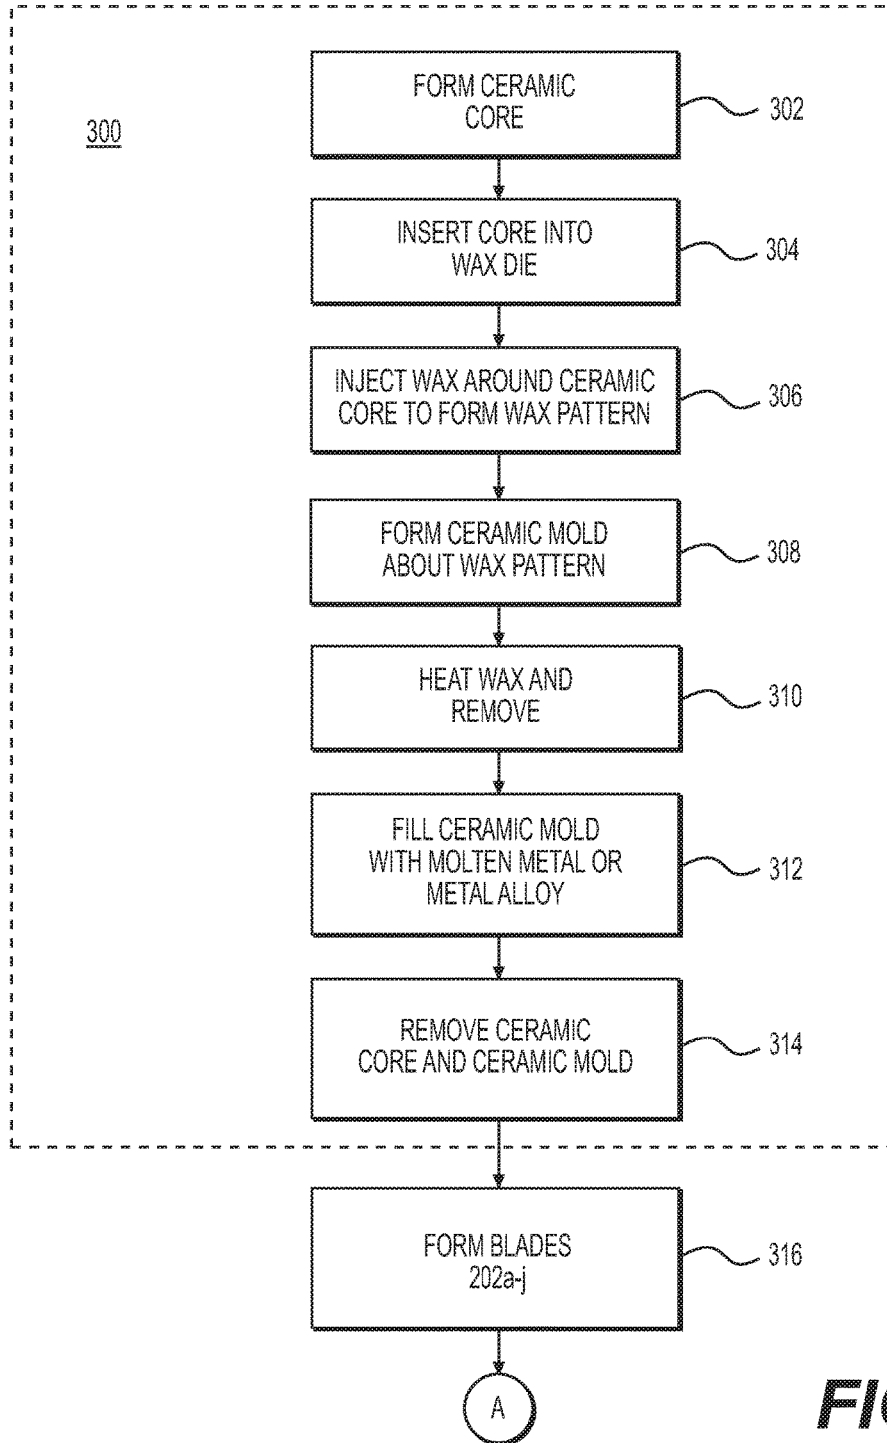 300
FORM CERAMIC
CORE
302
INSERT CORE INTO
WAX DIE
304
INJECT WAX AROUND CERAMIC
CORE TO FORM WAX PATTERN
306
FORM CERAMIC MOLD
ABOUT WAX PATTERN
308
HEAT WAX AND
REMOVE
310
FILL CERAMIC MOLD
WITH MOLTEN METAL OR
METAL ALLOY
312
REMOVE CERAMIC
CORE AND CERAMIC MOLD
314
FORM BLADES
202a-j
316
A